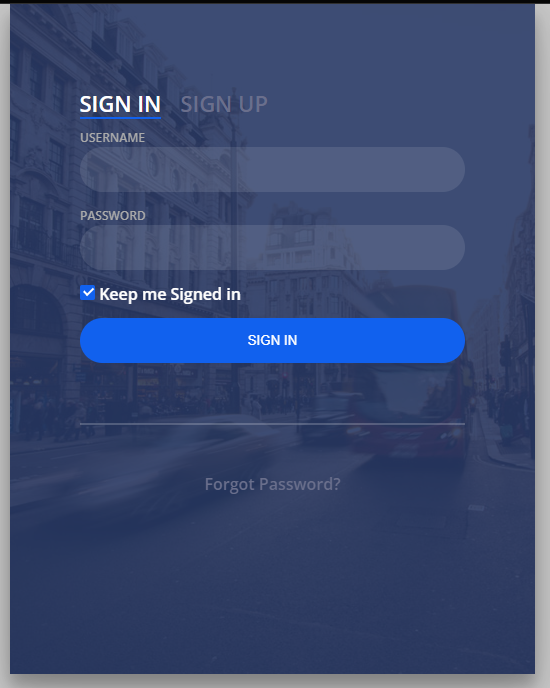 SIGN IN SIGN UP
USERNAME
PASSWORD
Keep me Signed in
SIGN IN
Forgot Password?